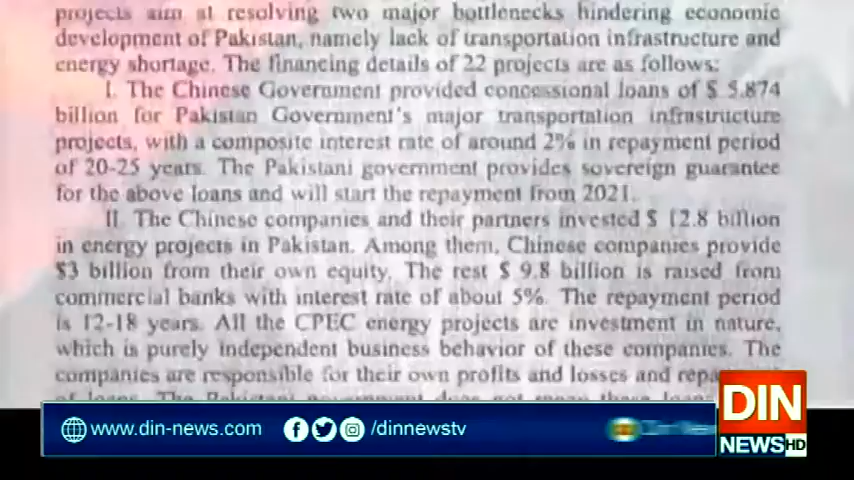 projects aim at resolving two major bottlenecks hindering economic
development of Pakistan, namely lack of transportation infrastructure and
energy shortage. The financing details of 22 projects are as follows:
I. The Chinese Government provided concessional loans of $ 5.874
billion for Pakistan Government's major transportation infrastructure
projects, with a composite interest rate of around 2% in repayment period
of 20-25 years. The Pakistani government provides sovereign guarantee
for the above loans and will start the repayment from 2021.
II. The Chinese companies and their partners invested $ 12.8 billion
in energy projects in Pakistan. Among them, Chinese companies provide
$3 billion from their own equity. The rest $ 9.8 billion is raised from
commercial banks with interest rate of about 5%. The repayment period
is 12-18 years. All the CPEC energy projects are investment in nature,
which is purely independent business behavior of these companies. The
companies are responsible for their own profits and losses and
of loans. The Pakistani government does not
www.din-news.com /dinnewstv
DIN
NEWS HD